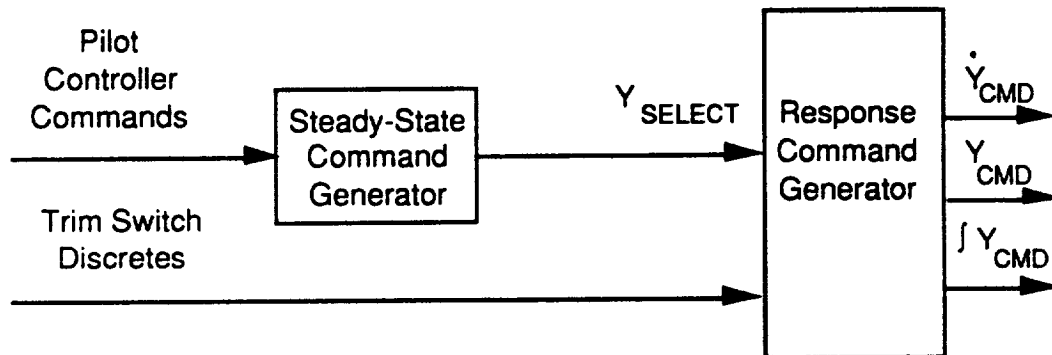 Pilot
Controller
Commands
Steady-State
Command
Generator
Y SELECT
Trim Switch
Discretes
Response
Command
Generator
Ẏ CMD
Y CMD
∫ Y CMD